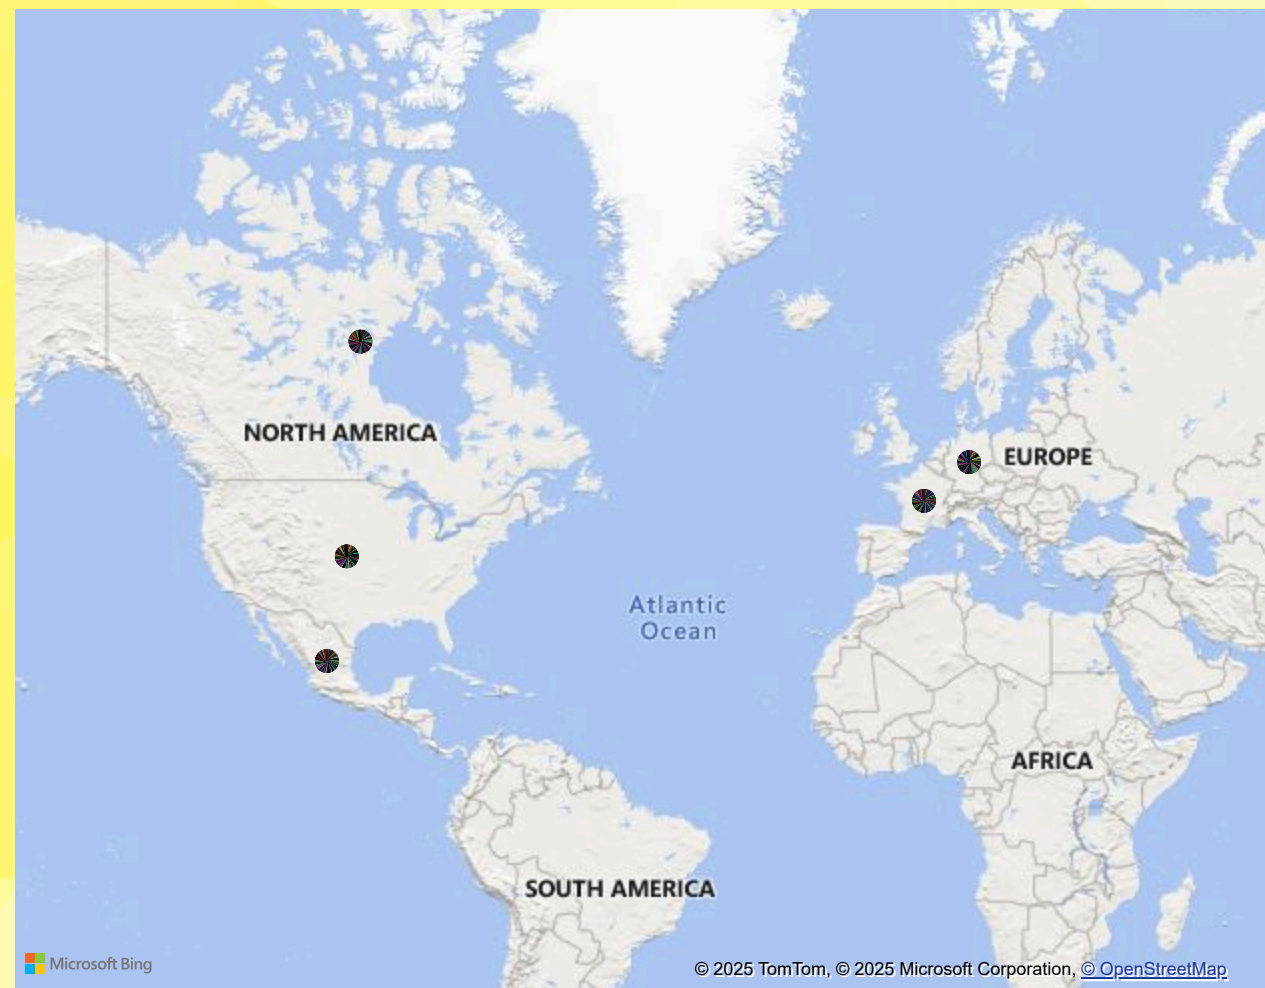 NORTH AMERICA
EUROPE
Atlantic
Ocean
AFRICA
SOUTH AMERICA
Microsoft Bing
© 2025 TomTom, © 2025 Microsoft Corporation, © OpenStreetMap